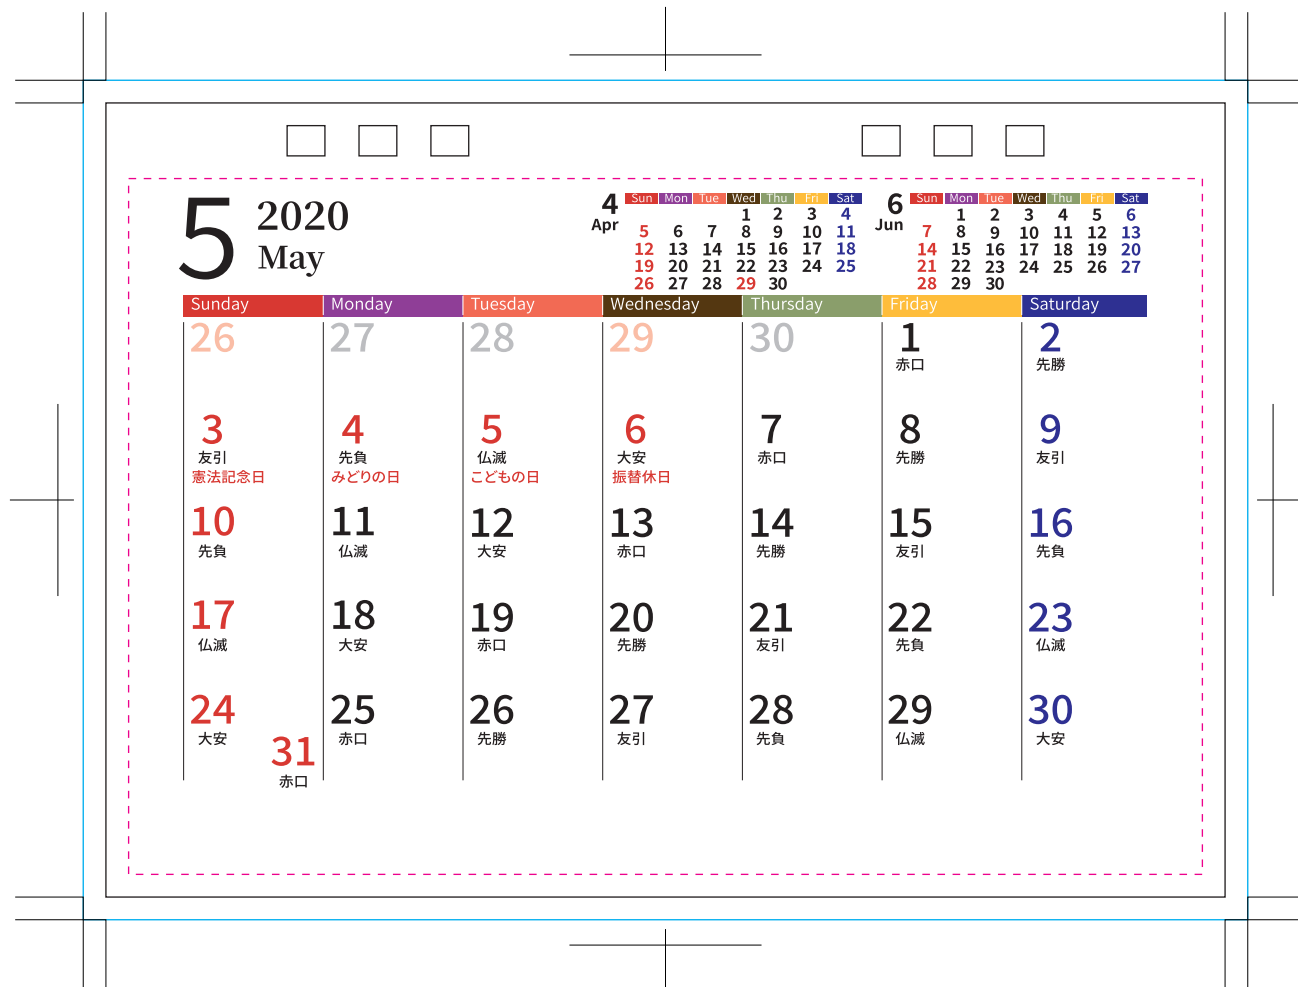 5
2020
May
4
Apr
Sun Mon Tue Wed Thu Fri Sat
1 2 3 4
5 6 7 8 9 10 11
12 13 14 15 16 17 18
19 20 21 22 23 24 25
26 27 28 29 30
6
Jun
Sun Mon Tue Wed Thu Fri Sat
1 2 3 4 5 6
7 8 9 10 11 12 13
14 15 16 17 18 19 20
21 22 23 24 25 26 27
28 29 30
Sunday Monday Tuesday Wednesday Thursday Friday Saturday
26 27 28 29 30 1 2
赤口 先勝
3 4 5 6 7 8 9
友引 先負 仏滅 大安 赤口 先勝 友引
憲法記念日 みどりの日 こどもの日 振替休日
10 11 12 13 14 15 16
先負 仏滅 大安 赤口 先勝 友引 先負
17 18 19 20 21 22 23
仏滅 大安 赤口 先勝 友引 先負 仏滅
24 25 26 27 28 29 30
大安 赤口 先勝 友引 先負 仏滅 大安
31
赤口